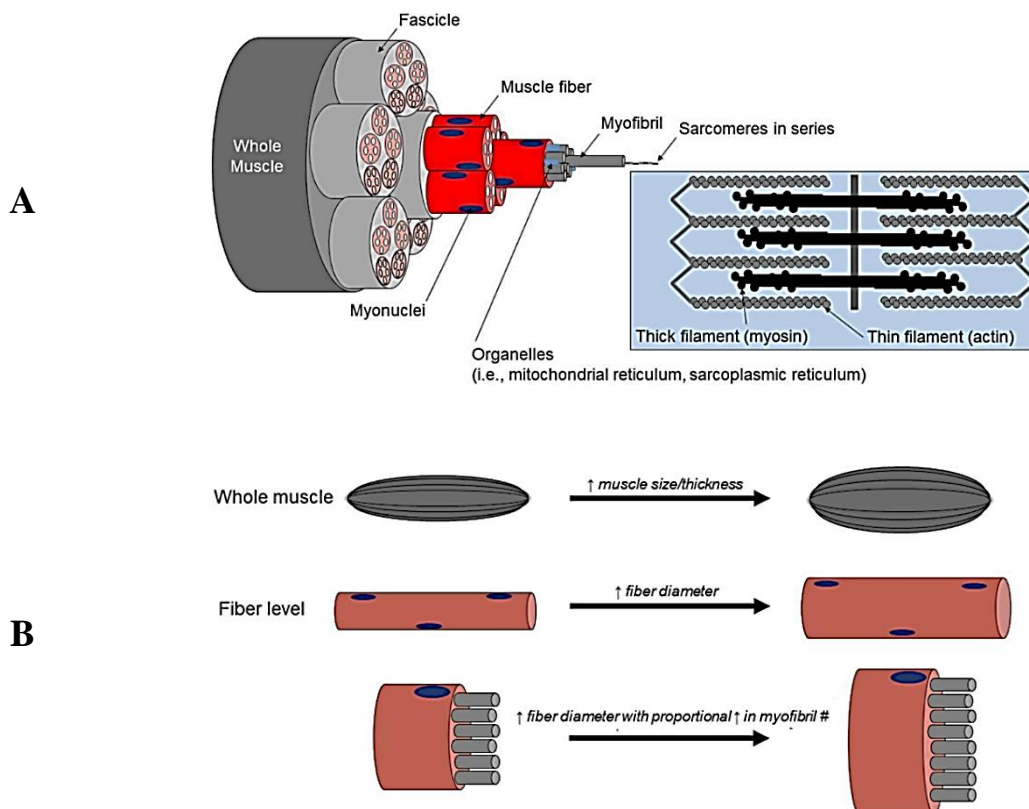 Fascicle
Muscle fiber
Myofibril
Sarcomeres in series
Whole
Muscle
A
Myonuclei
Thick filament (myosin)
Thin filament (actin)
Organelles
(i.e., mitochondrial reticulum, sarcoplasmic reticulum)
Whole muscle
↑ muscle size/thickness
Fiber level
↑ fiber diameter
B
↑ fiber diameter with proportional ↑ in myofibril #